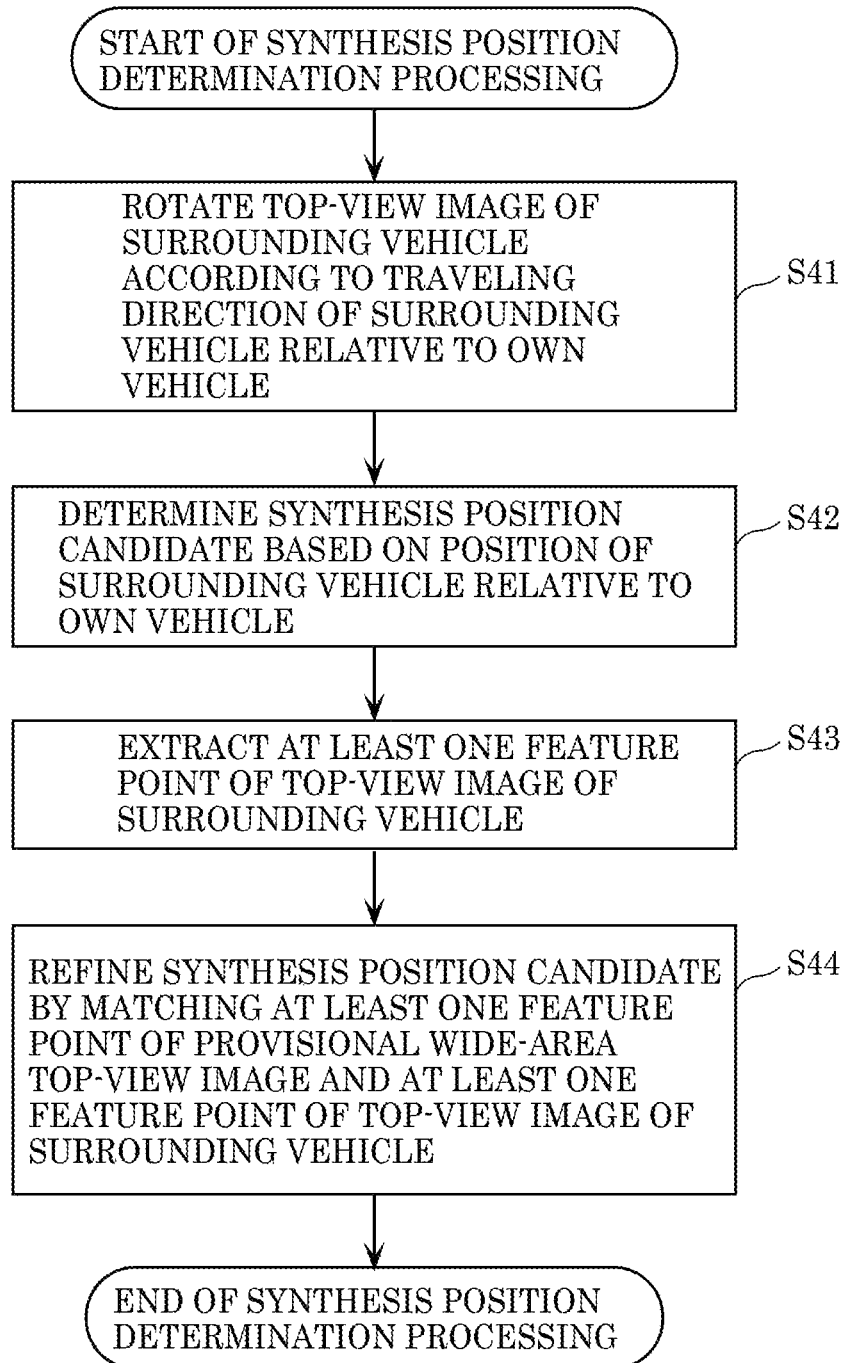 START OF SYNTHESIS POSITION
DETERMINATION PROCESSING
ROTATE TOP-VIEW IMAGE OF
SURROUNDING VEHICLE
ACCORDING TO TRAVELING
DIRECTION OF SURROUNDING
VEHICLE RELATIVE TO OWN
VEHICLE
S41
DETERMINE SYNTHESIS POSITION
CANDIDATE BASED ON POSITION OF
SURROUNDING VEHICLE RELATIVE TO
OWN VEHICLE
S42
EXTRACT AT LEAST ONE FEATURE
POINT OF TOP-VIEW IMAGE OF
SURROUNDING VEHICLE
S43
REFINE SYNTHESIS POSITION CANDIDATE
BY MATCHING AT LEAST ONE FEATURE
POINT OF PROVISIONAL WIDE-AREA
TOP-VIEW IMAGE AND AT LEAST ONE
FEATURE POINT OF TOP-VIEW IMAGE OF
SURROUNDING VEHICLE
S44
END OF SYNTHESIS POSITION
DETERMINATION PROCESSING